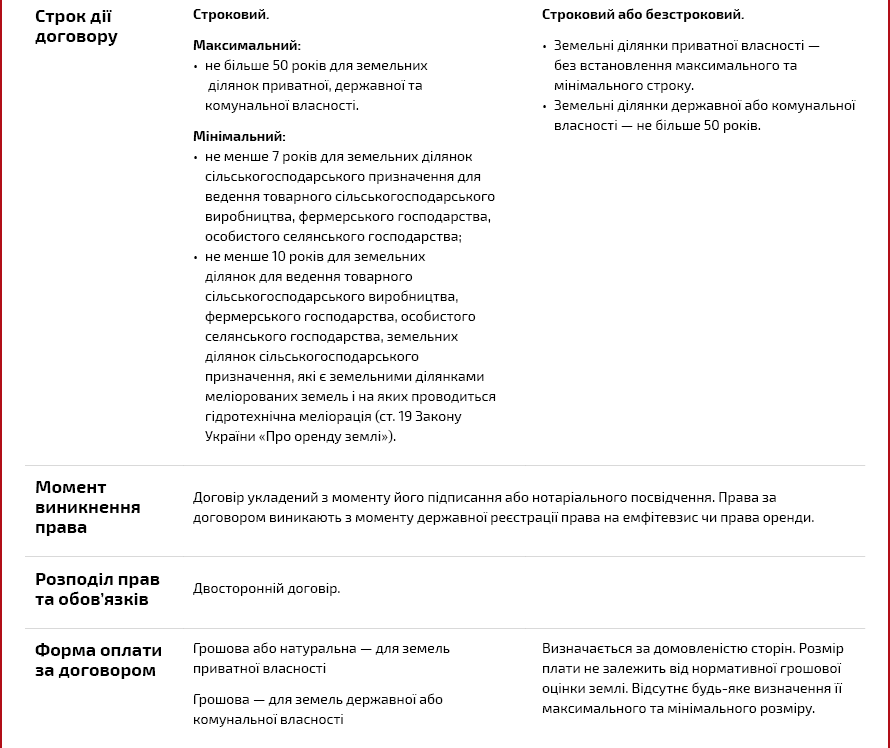 Строк дії
договору
Строковий.
Максимальний:
• не більше 50 років для земельних
ділянок приватної, державної та
комунальної власності.
Мінімальний:
• не менше 7 років для земельних ділянок
сільськогосподарського призначення для
ведення товарного сільськогосподарського
виробництва, фермерського господарства,
особистого селянського господарства;
• не менше 10 років для земельних
ділянок для ведення товарного
сільськогосподарського виробництва,
фермерського господарства, особистого
селянського господарства, земельних
ділянок сільськогосподарського
призначення, які є земельними ділянками
меліорованих земель і на яких проводиться
гідротехнічна меліорація (ст. 19 Закону
України «Про оренду землі»).
Строковий або безстроковий.
• Земельні ділянки приватної власності —
без встановлення максимального та
мінімального строку.
• Земельні ділянки державної або комунальної
власності — не більше 50 років.
Момент
виникнення
права
Договір укладений з моменту його підписання або нотаріального посвідчення. Права за
договором виникають з моменту державної реєстрації права на емфітевзис чи права оренди.
Розподіл прав
та обов’язків
Двосторонній договір.
Форма оплати
за договором
Грошова або натуральна — для земель
приватної власності
Грошова — для земель державної або
комунальної власності
Визначається за домовленістю сторін. Розмір
плати не залежить від нормативної грошової
оцінки землі. Відсутнє будь-яке визначення її
максимального та мінімального розміру.